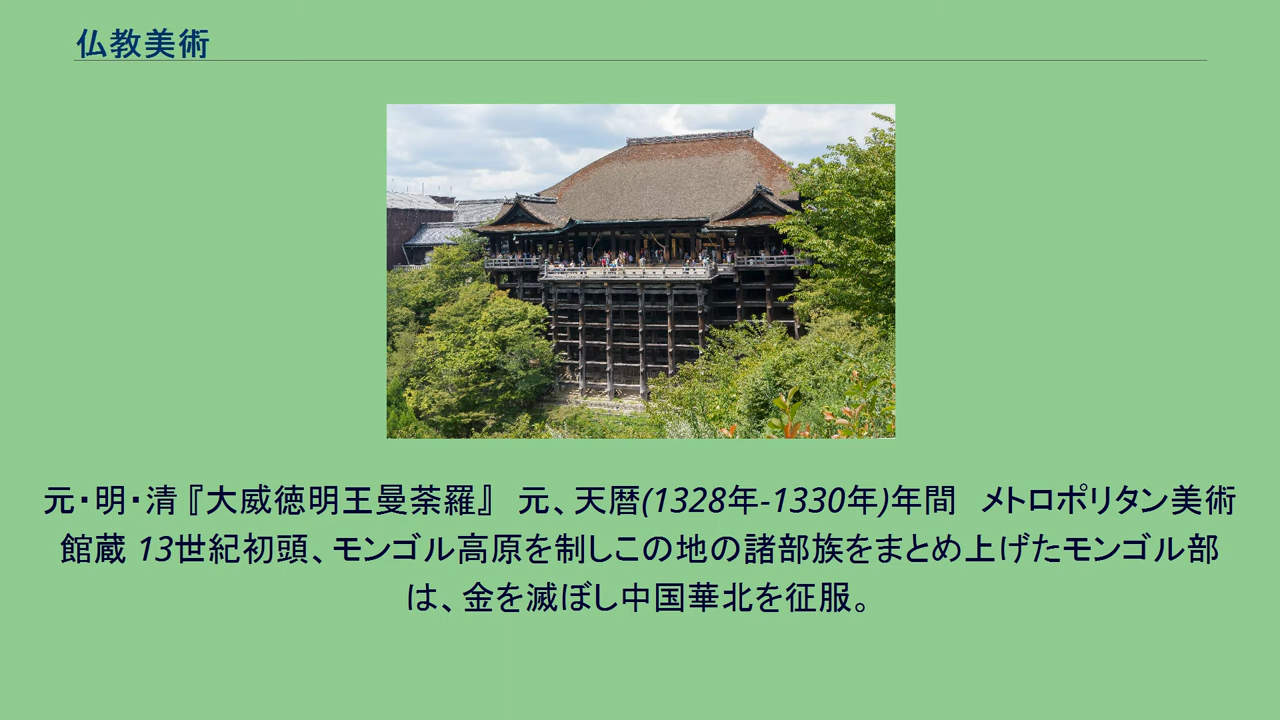 仏教美術
元・明・清『大威徳明王曼荼羅』 元、天暦(1328年-1330年)年間　メトロポリタン美術
館蔵 13世紀初頭、モンゴル高原を制しこの地の諸部族をまとめ上げたモンゴル部
は、金を滅ぼし中国華北を征服。